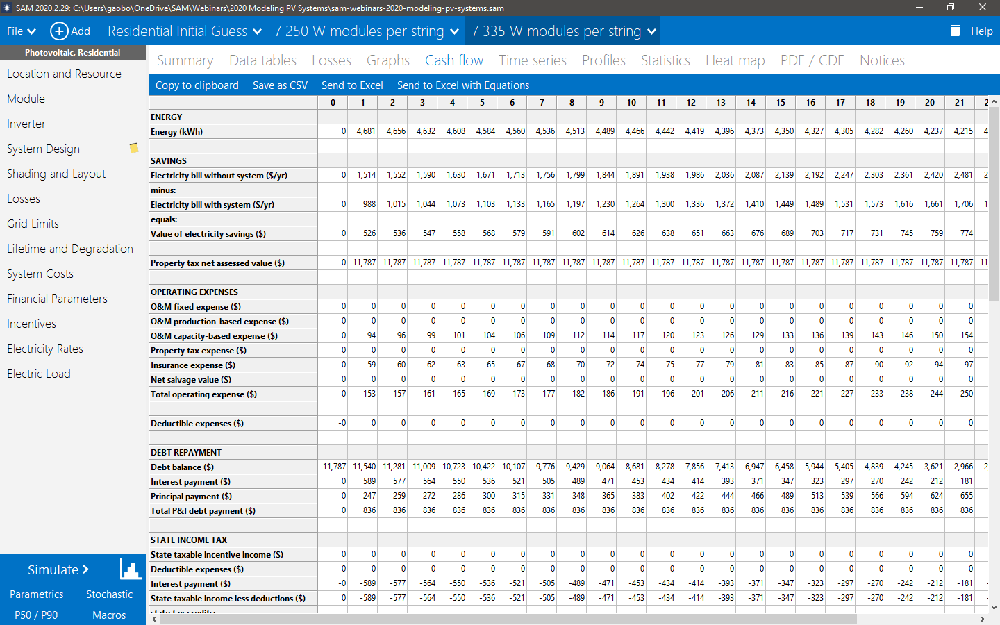 SAM 2020.2.29: C:\Users\gaobo\OneDrive\SAM\Webinars\2020 Modeling PV Systems\sam-webinars-2020-modeling-pv-systems.sam
File Add Residential Initial Guess 7 250 W modules per string 7 335 W modules per string Help
Photovoltaic, Residential
Location and Resource
Module
Inverter
System Design
Shading and Layout
Losses
Grid Limits
Lifetime and Degradation
System Costs
Financial Parameters
Incentives
Electricity Rates
Electric Load
Simulate >
Parametrics Stochastic
P50 / P90 Macros
Summary Data tables Losses Graphs Cash flow Time series Profiles Statistics Heat map PDF / CDF Notices
Copy to clipboard Save as CSV Send to Excel Send to Excel with Equations
0 1 2 3 4 5 6 7 8 9 10 11 12 13 14 15 16 17 18 19 20 21 2
ENERGY
Energy (kWh) 0 4,681 4,656 4,632 4,608 4,584 4,560 4,536 4,513 4,489 4,466 4,442 4,419 4,396 4,373 4,350 4,327 4,305 4,282 4,260 4,237 4,215 4
SAVINGS
Electricity bill without system ($/yr) 0 1,514 1,552 1,590 1,630 1,671 1,713 1,756 1,799 1,844 1,891 1,938 1,986 2,036 2,087 2,139 2,192 2,247 2,303 2,361 2,420 2,481 2
minus:
Electricity bill with system ($/yr) 0 988 1,015 1,044 1,073 1,103 1,133 1,165 1,197 1,230 1,264 1,300 1,336 1,372 1,410 1,449 1,489 1,531 1,573 1,616 1,661 1,706 1
equals:
Value of electricity savings ($) 0 526 536 547 558 568 579 591 602 614 626 638 651 663 676 689 703 717 731 745 759 774
Property tax net assessed value ($) 0 11,787 11,787 11,787 11,787 11,787 11,787 11,787 11,787 11,787 11,787 11,787 11,787 11,787 11,787 11,787 11,787 11,787 11,787 11,787 11,787 11,787 11
OPERATING EXPENSES
O&M fixed expense ($) 0 0 0 0 0 0 0 0 0 0 0 0 0 0 0 0 0 0 0 0 0 0
O&M production-based expense ($) 0 0 0 0 0 0 0 0 0 0 0 0 0 0 0 0 0 0 0 0 0 0
O&M capacity-based expense ($) 0 94 96 99 101 104 106 109 112 114 117 120 123 126 129 133 136 139 143 146 150 154
Property tax expense ($) 0 0 0 0 0 0 0 0 0 0 0 0 0 0 0 0 0 0 0 0 0 0
Insurance expense ($) 0 59 60 62 63 65 67 68 70 72 74 75 77 79 81 83 85 87 90 92 94 97
Net salvage value ($) 0 0 0 0 0 0 0 0 0 0 0 0 0 0 0 0 0 0 0 0 0 0
Total operating expense ($) 0 153 157 161 165 169 173 177 182 186 191 196 201 206 211 216 221 227 233 238 244 250
Deductible expenses ($) -0 0 0 0 0 0 0 0 0 0 0 0 0 0 0 0 0 0 0 0 0 0
DEBT REPAYMENT
Debt balance ($) 11,787 11,540 11,281 11,009 10,723 10,422 10,107 9,776 9,429 9,064 8,681 8,278 7,856 7,413 6,947 6,458 5,944 5,405 4,839 4,245 3,621 2,966 2
Interest payment ($) 0 589 577 564 550 536 521 505 489 471 453 434 414 393 371 347 323 297 270 242 212 181
Principal payment ($) 0 247 259 272 286 300 315 331 348 365 383 402 422 444 466 489 513 539 566 594 624 655
Total P&I debt payment ($) 0 836 836 836 836 836 836 836 836 836 836 836 836 836 836 836 836 836 836 836 836 836
STATE INCOME TAX
State taxable incentive income ($) 0 0 0 0 0 0 0 0 0 0 0 0 0 0 0 0 0 0 0 0 0 0
Deductible expenses ($) 0 -0 -0 -0 -0 -0 -0 -0 -0 -0 -0 -0 -0 -0 -0 -0 -0 -0 -0 -0 -0 -0
Interest payment ($) -0 -589 -577 -564 -550 -536 -521 -505 -489 -471 -453 -434 -414 -393 -371 -347 -323 -297 -270 -242 -212 -181 -
State taxable income less deductions ($) 0 -589 -577 -564 -550 -536 -521 -505 -489 -471 -453 -434 -414 -393 -371 -347 -323 -297 -270 -242 -212 -181 -
state tax credits: